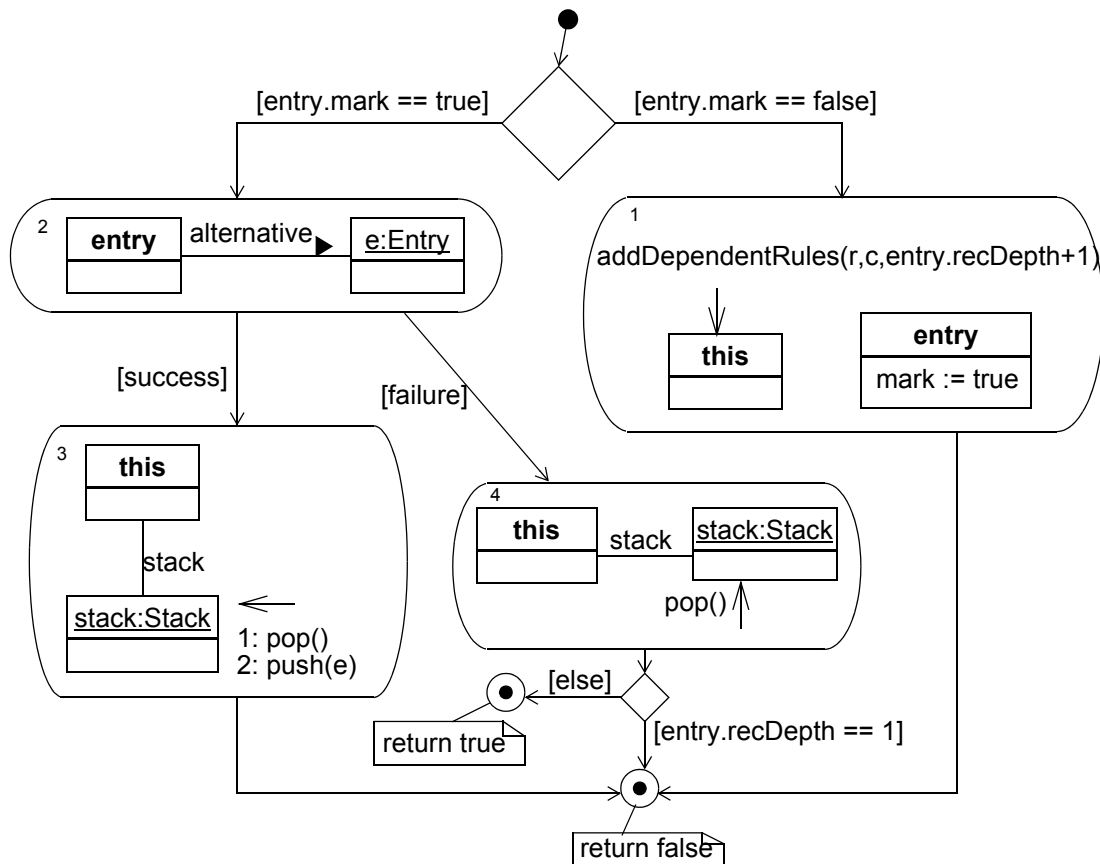 [entry.mark == true]
[entry.mark == false]
2
entry
alternative
e:Entry
1
addDependentRules(r,c,entry.recDepth+1)
this
entry
mark := true
[success]
[failure]
3
this
stack
stack:Stack
1: pop()
2: push(e)
4
this
stack
stack:Stack
pop()
[else]
return true
[entry.recDepth == 1]
return false